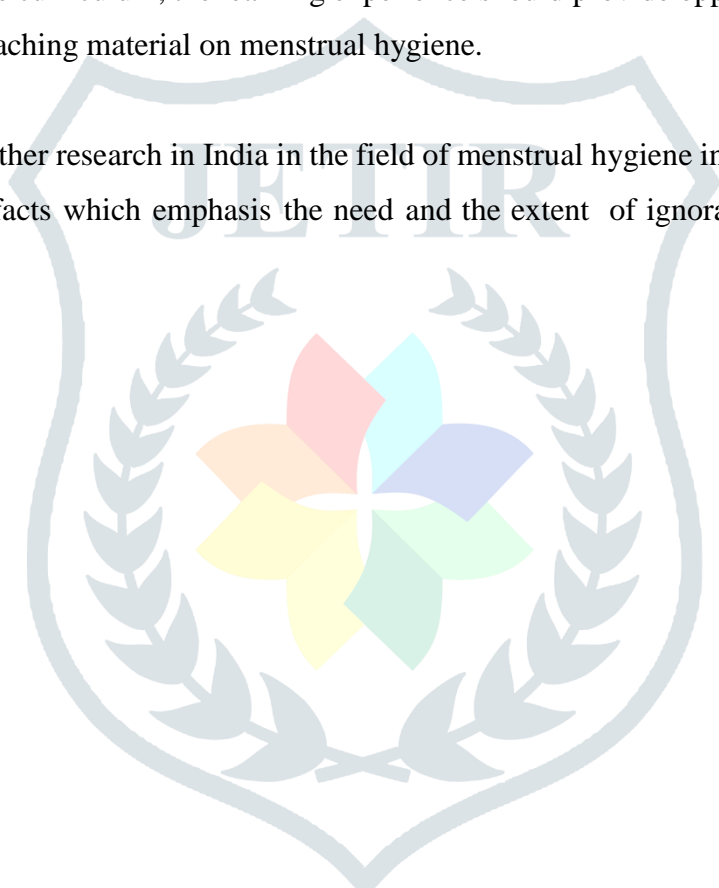 aching material on menstrual hygiene.
ther research in India in the field of menstrual hygiene in
facts which emphasis the need and the extent of ignora
JETIR